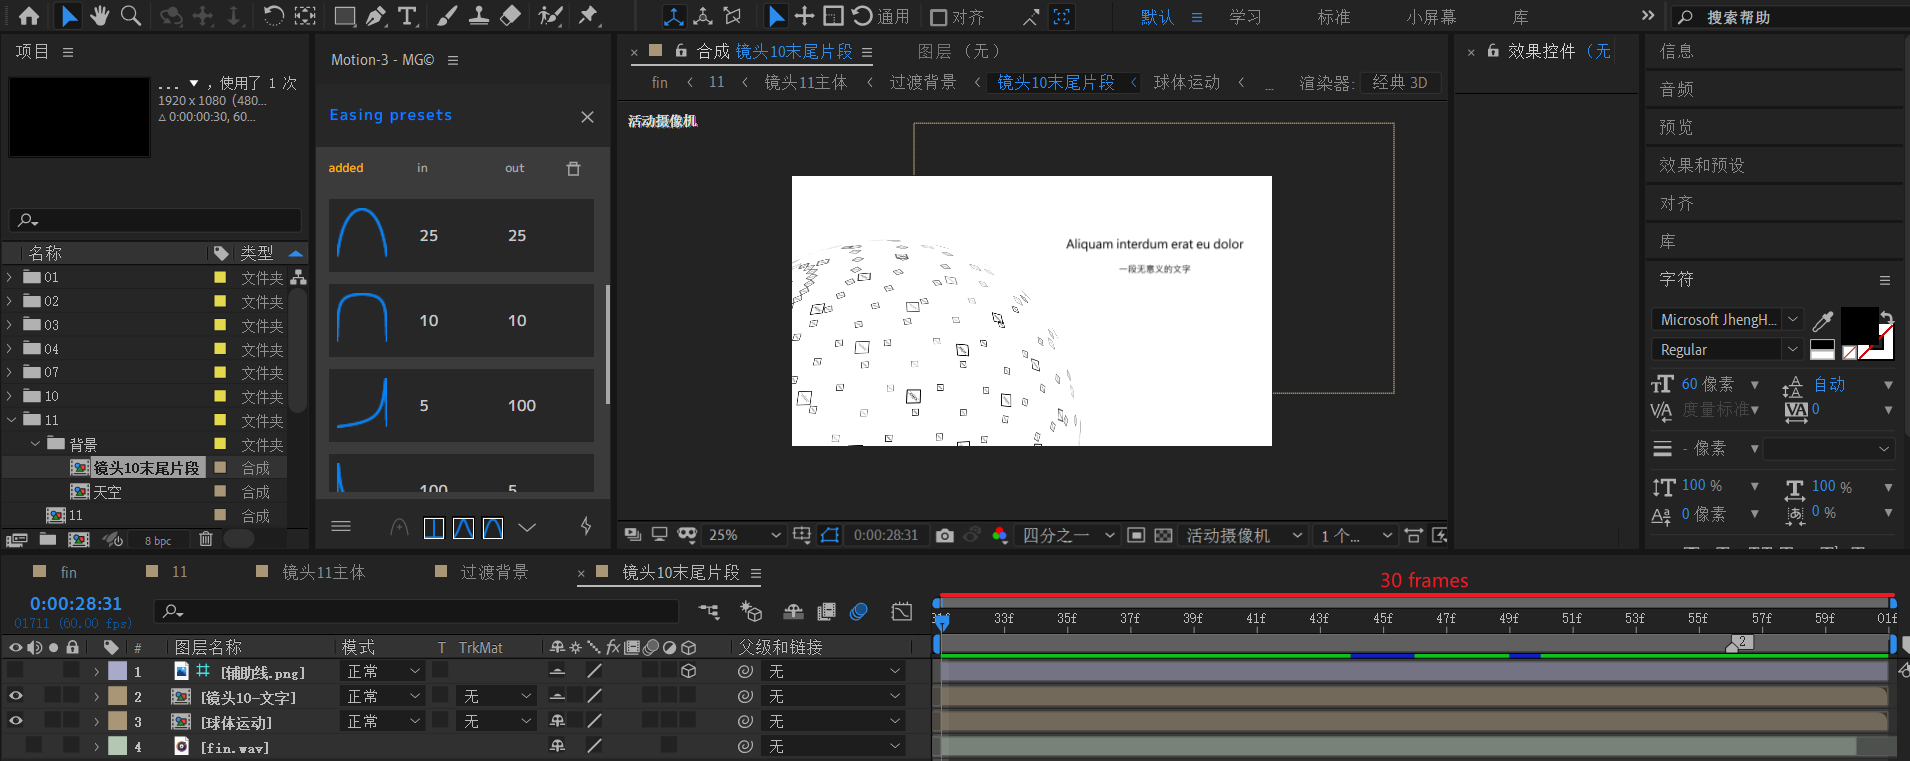 通用
对齐
默认
学习
标准
小屏幕
库
搜索帮助
项目
... ▼ ，使用了 1 次
1920 x 1080 (480...
Δ 0:00:00:30, 60...
名称
类型
01
文件夹
02
文件夹
03
文件夹
04
文件夹
07
文件夹
10
文件夹
11
文件夹
背景
文件夹
镜头10末尾片段
合成
天空
合成
11
合成
8 bpc
Motion-3 - MG©
Easing presets
added
in
out
25
25
10
10
5
100
100
5
合成 镜头10末尾片段
图层 （无）
fin
11
镜头11主体
过渡背景
镜头10末尾片段
球体运动
...
渲染器:
经典 3D
活动摄像机
Aliquam interdum erat eu dolor
一段无意义的文字
25%
0:00:28:31
四分之一
活动摄像机
1 个...
效果控件 （无
信息
音频
预览
效果和预设
对齐
库
字符
Microsoft JhengH...
Regular
60 像素
自动
度量标准
0
- 像素
100 %
100 %
0 像素
0 %
fin
11
镜头11主体
过渡背景
镜头10末尾片段
30 frames
0:00:28:31
01711 (60.00 fps)
33f
35f
37f
39f
41f
43f
45f
47f
49f
51f
53f
55f
57f
59f
01f
#
图层名称
模式
T TrkMat
fx
父级和链接
2
1
[辅助线.png]
正常
无
2
[镜头10-文字]
正常
无
无
3
[球体运动]
正常
无
无
4
[fin.wav]
无